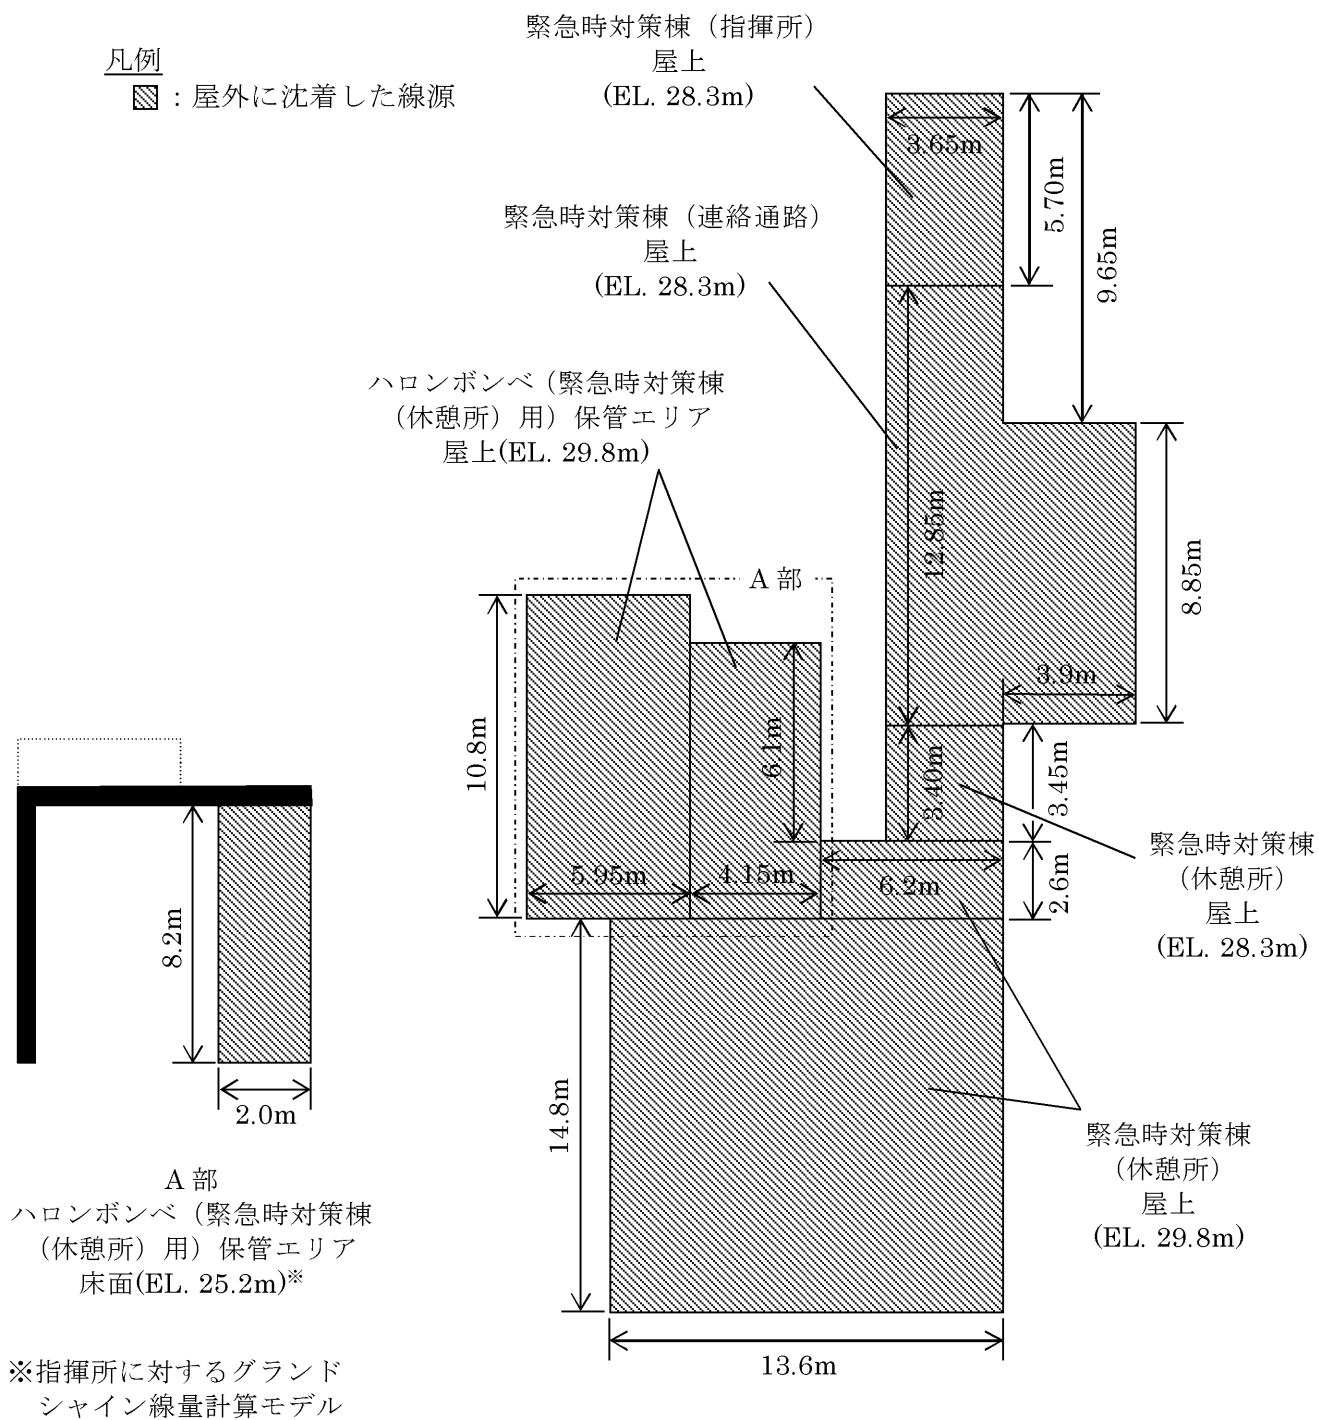 凡例
：屋外に沈着した線源
緊急時対策棟（指揮所）
屋上
(EL. 28.3m)
3.65m
5.70m
9.65m
緊急時対策棟（連絡通路）
屋上
(EL. 28.3m)
ハロンボンベ（緊急時対策棟
（休憩所）用）保管エリア
屋上(EL. 29.8m)
12.85m
8.85m
A 部
3.9m
10.8m
6.1m
3.40m
3.45m
5.95m
4.15m
6.2m
2.6m
緊急時対策棟
（休憩所）
屋上
(EL. 28.3m)
8.2m
2.0m
14.8m
緊急時対策棟
（休憩所）
屋上
(EL. 29.8m)
A 部
ハロンボンベ（緊急時対策棟
（休憩所）用）保管エリア
床面(EL. 25.2m)※
13.6m
※指揮所に対するグランド
シャイン線量計算モデル